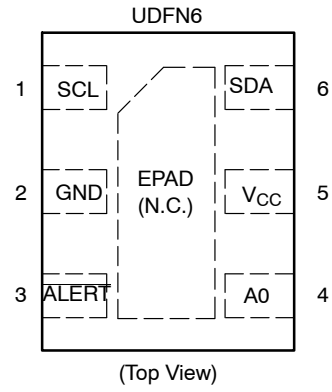 UDFN6
1 SCL SDA 6
2 GND EPAD (N.C.) VCC 5
3 ALERT A0 4
(Top View)